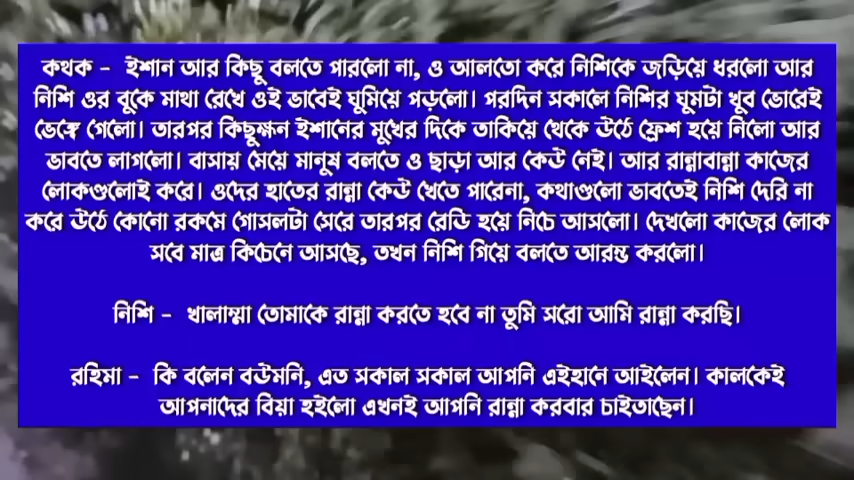 কথক - ইশান আর কিছু বলতে পারলো না, ও আলতো করে নিশিকে জড়িয়ে ধরলো আর
নিশি ওর বুকে মাথা রেখে ওই ভাবেই ঘুমিয়ে পড়লো। পরদিন সকালে নিশির ঘুমটা খুব ভোরেই
ভেঙ্গে গেলো। তারপর কিছুক্ষন ইশানের মুখের দিকে তাকিয়ে থেকে উঠে ফ্রেশ হয়ে নিলো আর
ভাবতে লাগলো। বাসায় মেয়ে মানুষ বলতে ও ছাড়া আর কেউ নেই। আর রান্নাবান্না কাজের
লোকগুলোই করে। ওদের হাতের রান্না কেউ খেতে পারেনা, কথাগুলো ভাবতেই নিশি দেরি না
করে উঠে কোনো রকমে গোসলটা সেরে তারপর রেডি হয়ে নিচে আসলো। দেখলো কাজের লোক
সবে মাত্র কিচেনে আসছে, তখন নিশি গিয়ে বলতে আরম্ভ করলো।
নিশি - খালাম্মা তোমাকে রান্না করতে হবে না তুমি সরো আমি রান্না করছি।
রহিমা - কি বলেন বউমনি, এত সকাল সকাল আপনি এইহানে আইলেন। কালকেই
আপনাদের বিয়া হইলো এখনই আপনি রান্না করবার চাইতাছেন।